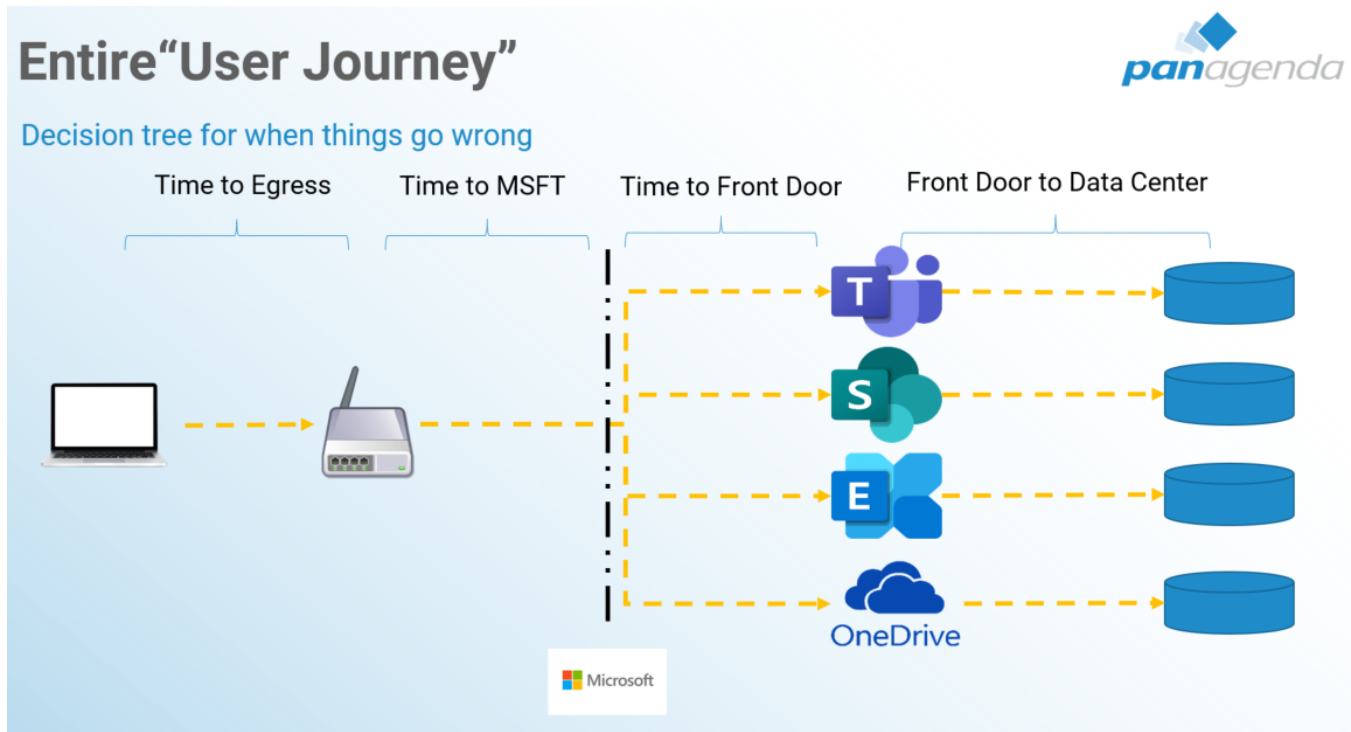 Entire“User Journey”
panagenda
Decision tree for when things go wrong
Time to Egress
Time to MSFT
Time to Front Door
Front Door to Data Center
T
S
E
OneDrive
Microsoft